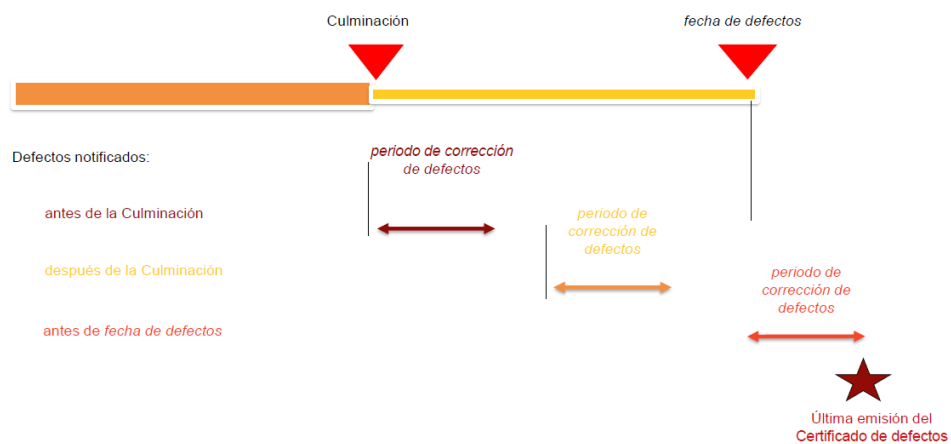 Culminación
fecha de defectos
Defectos notificados:
periodo de corrección
de defectos
antes de la Culminación
periodo de
corrección de
defectos
después de la Culminación
periodo de
corrección de
defectos
antes de fecha de defectos
Última emisión del
Certificado de defectos